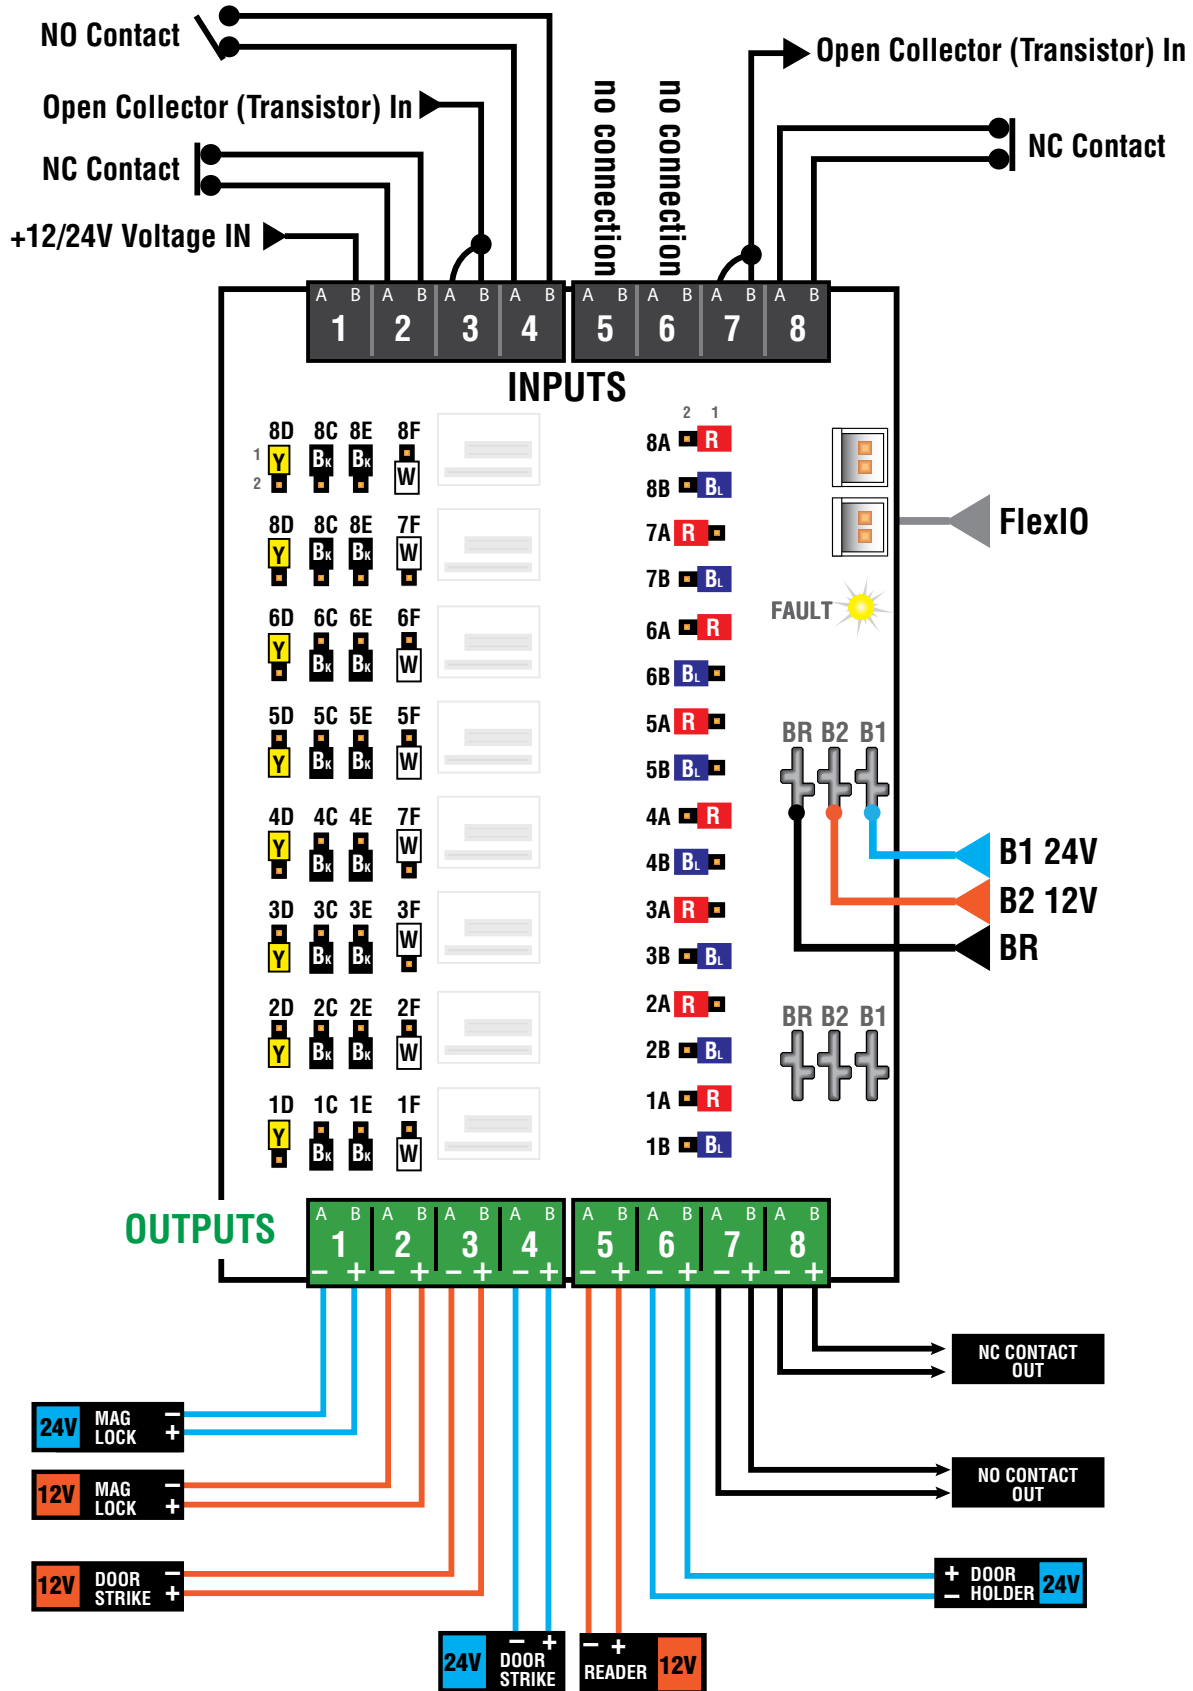 NO Contact
Open Collector (Transistor) In
NC Contact
+12/24V Voltage IN
no connection
no connection
Open Collector (Transistor) In
NC Contact
A B A B A B A B A B A B A B A B
1 2 3 4 5 6 7 8
INPUTS
2 1
8D 8C 8E 8F
1 Y BK BK W
2
8A R
8B BL
8D 8C 8E 7F
Y BK BK W
7A R
7B BL
FlexIO
FAULT
6D 6C 6E 6F
Y BK BK W
6A R
6B BL
5D 5C 5E 5F
Y BK BK W
5A R
5B BL
BR B2 B1
4D 4C 4E 7F
Y BK BK W
4A R
4B BL
B1 24V
B2 12V
BR
3D 3C 3E 3F
Y BK BK W
3A R
3B BL
2D 2C 2E 2F
Y BK BK W
2A R
2B BL
BR B2 B1
1D 1C 1E 1F
Y BK BK W
1A R
1B BL
OUTPUTS
A B A B A B A B A B A B A B A B
1 2 3 4 5 6 7 8
− + − + − + − + − + − + − + − +
NC CONTACT
OUT
24V MAG LOCK − +
12V MAG LOCK − +
NO CONTACT
OUT
12V DOOR STRIKE − +
+ − DOOR HOLDER 24V
24V − + DOOR STRIKE
− + READER 12V